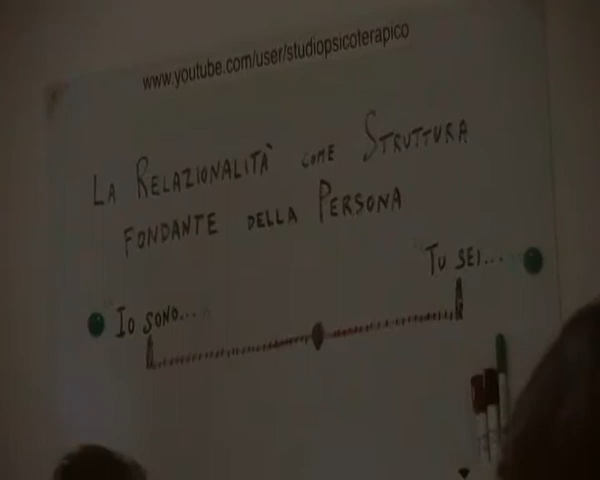 www.youtube.com/user/studiopsicoterapico
LA RELAZIONALITÀ COME STRUTTURA
FONDANTE DELLA PERSONA
TU SEI...
IO SONO...